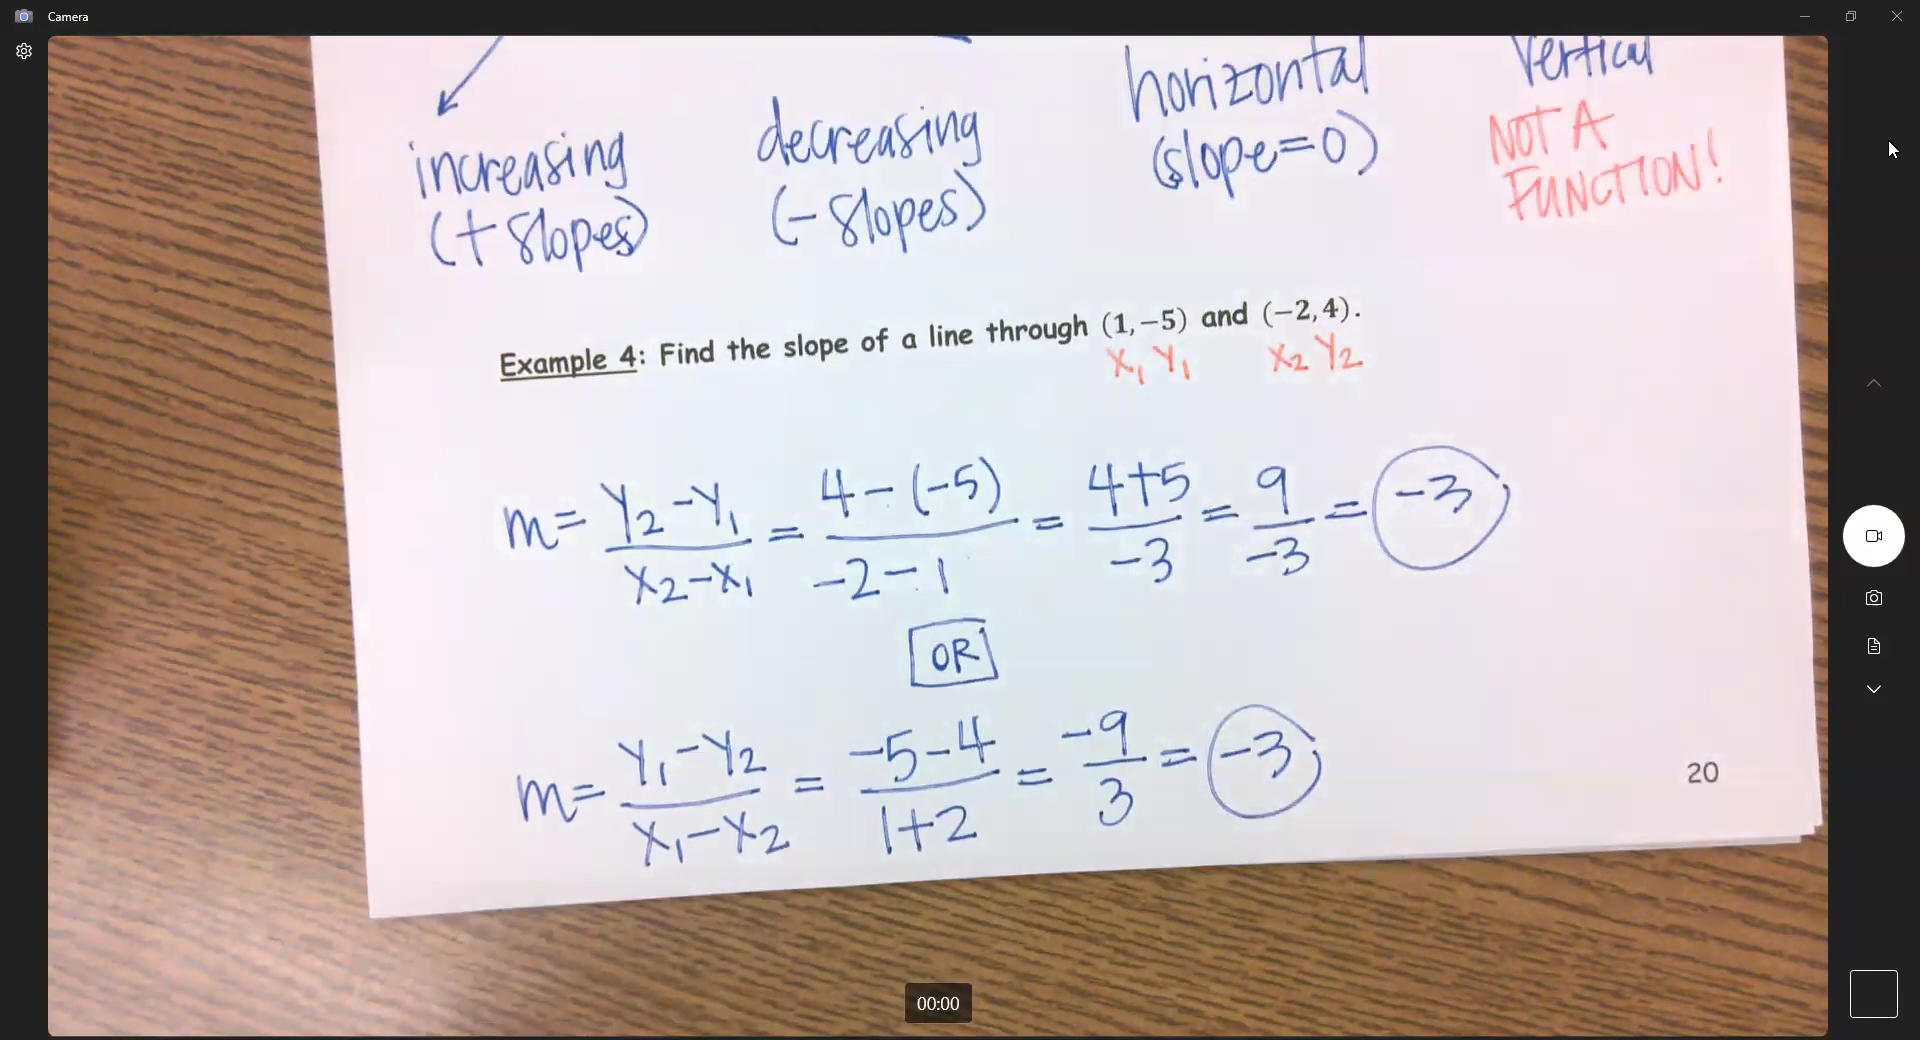 Camera
horizontal
vertical
increasing
(+ slopes)
decreasing
(- slopes)
(slope=0)
NOT A
FUNCTION!
Example 4: Find the slope of a line through (1,−5) and (−2,4).
X₁ Y₁ X₂ Y₂
m = (Y₂ - Y₁)/(X₂ - X₁) = (4 - (-5))/(-2 - 1) = (4+5)/(-3) = 9/(-3) = -3
OR
m = (Y₁ - Y₂)/(X₁ - X₂) = (-5 - 4)/(1 + 2) = (-9)/3 = -3
20
00:00